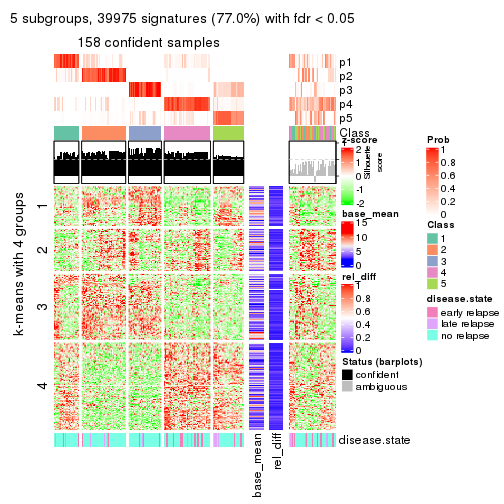 5 subgroups, 39975 signatures (77.0%) with fdr < 0.05
158 confident samples
p1
p2
p3
p4
p5
Class
z-score
2
1
0
-1
-2
Silhouette
score
1
2
3
4
k-means with 4 groups
base_mean
15
10
5
0
rel_diff
1
0.8
0.6
0.4
0.2
0
Status (barplots)
confident
ambiguous
Prob
1
0.8
0.6
0.4
0.2
0
Class
1
2
3
4
5
disease.state
early relapse
late relapse
no relapse
disease.state
base_mean
rel_diff